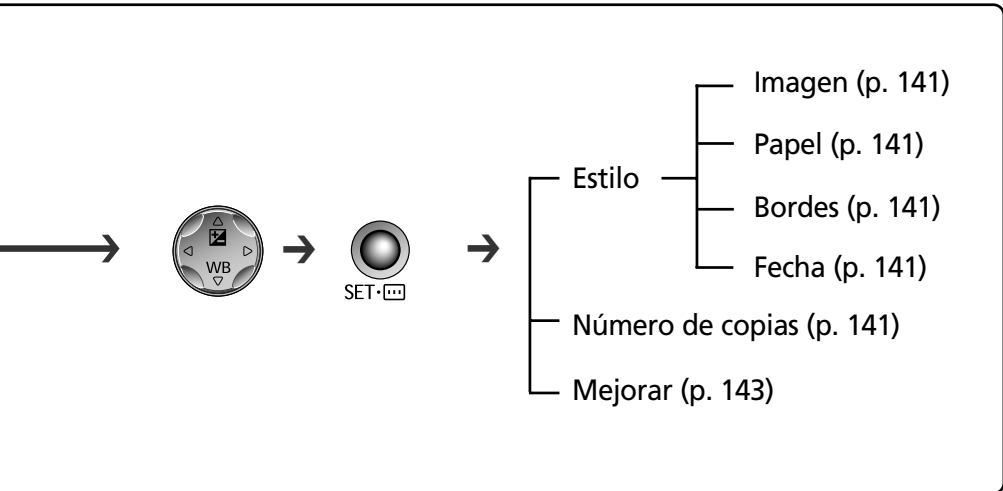 Imagen (p. 141)
Papel (p. 141)
Estilo
Bordes (p. 141)
Fecha (p. 141)
WB
SET
Número de copias (p. 141)
Mejorar (p. 143)